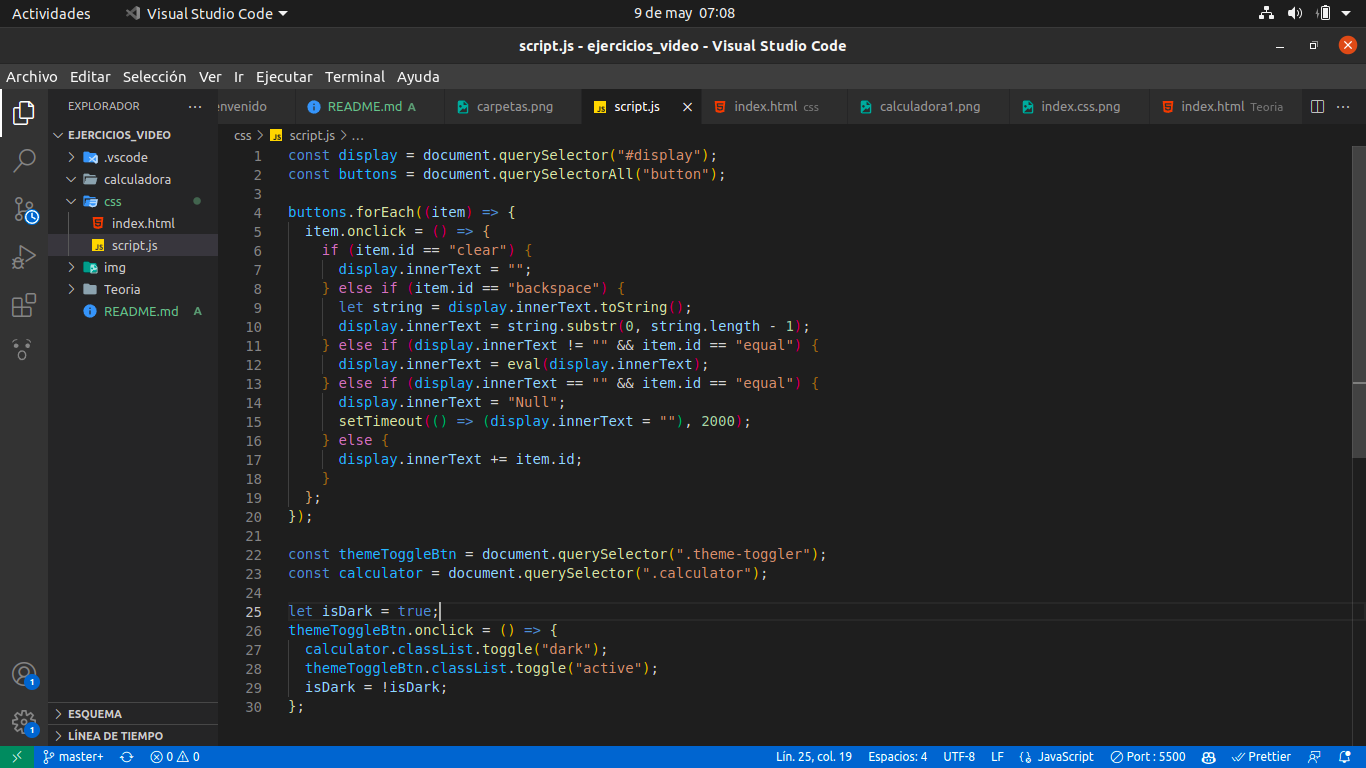 Actividades Visual Studio Code 9 de may 07:08
script.js - ejercicios_video - Visual Studio Code
Archivo Editar Selección Ver Ir Ejecutar Terminal Ayuda
EXPLORADOR ...
envenido README.md A carpetas.png script.js index.html css calculadora1.png index.css.png index.html Teoria ...
css > script.js > ...
EJERCICIOS_VIDEO
.vscode
calculadora
css
index.html
script.js
img
Teoria
README.md A
1 const display = document.querySelector("#display");
2 const buttons = document.querySelectorAll("button");
3
4 buttons.forEach((item) => {
5   item.onclick = () => {
6     if (item.id == "clear") {
7       display.innerText = "";
8     } else if (item.id == "backspace") {
9       let string = display.innerText.toString();
10       display.innerText = string.substr(0, string.length - 1);
11     } else if (display.innerText != "" && item.id == "equal") {
12       display.innerText = eval(display.innerText);
13     } else if (display.innerText == "" && item.id == "equal") {
14       display.innerText = "Null";
15       setTimeout(() => (display.innerText = ""), 2000);
16     } else {
17       display.innerText += item.id;
18     }
19   };
20 });
21
22 const themeToggleBtn = document.querySelector(".theme-toggler");
23 const calculator = document.querySelector(".calculator");
24
25 let isDark = true;
26 themeToggleBtn.onclick = () => {
27   calculator.classList.toggle("dark");
28   themeToggleBtn.classList.toggle("active");
29   isDark = !isDark;
30 };
1
1
ESQUEMA
LÍNEA DE TIEMPO
master+ 0 0 Lín. 25, col. 19 Espacios: 4 UTF-8 LF {} JavaScript Port : 5500 Prettier